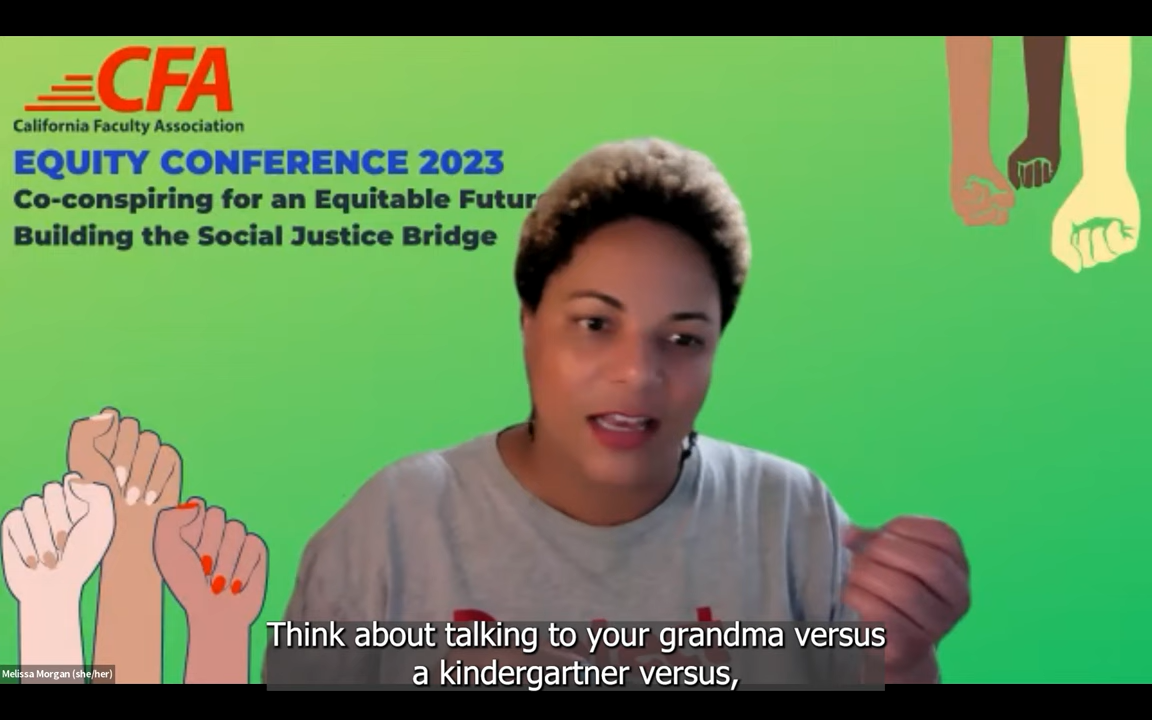 CFA
California Faculty Association
EQUITY CONFERENCE 2023
Co-conspiring for an Equitable Futur
Building the Social Justice Bridge
Think about talking to your grandma versus
a kindergartner versus,
Melissa Morgan (she/her)